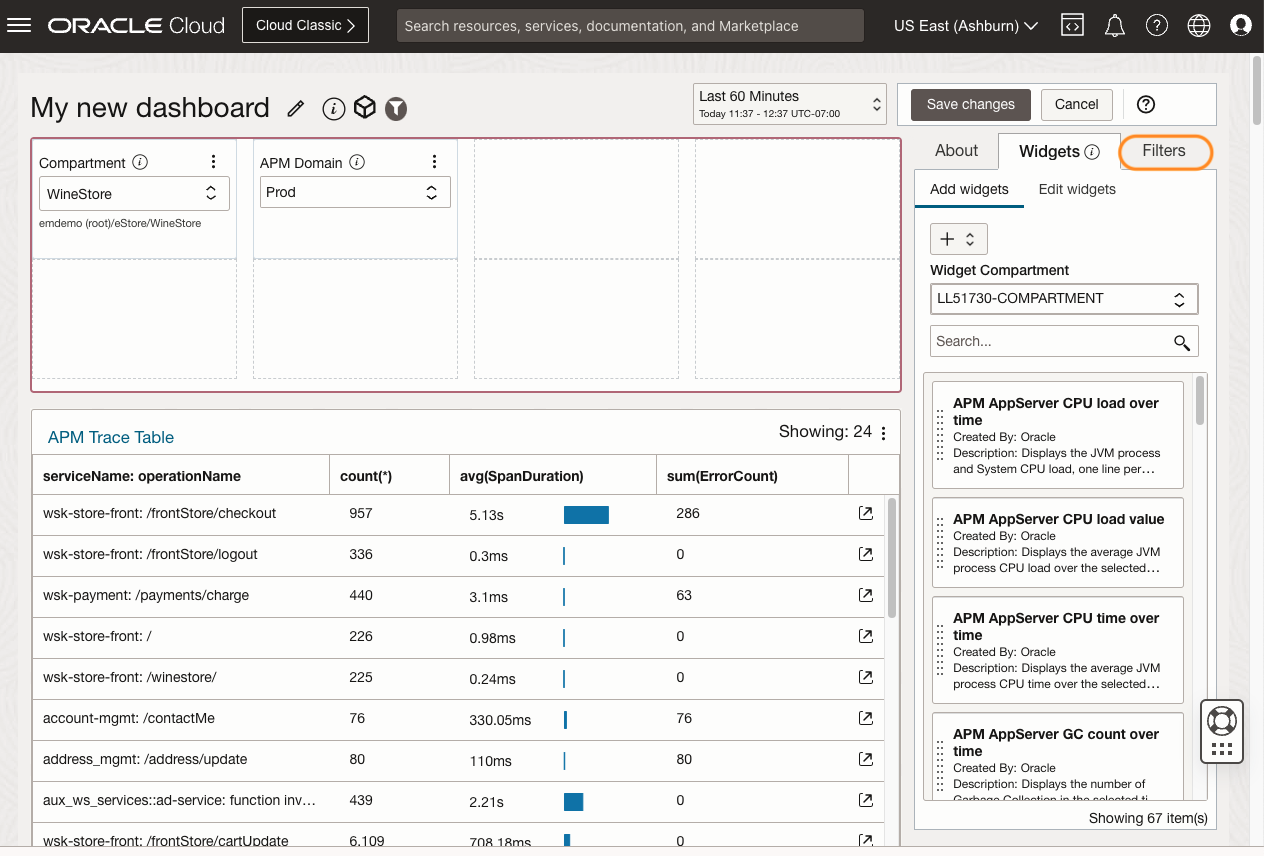 ORACLE Cloud
Cloud Classic
Search resources, services, documentation, and Marketplace
US East (Ashburn)
My new dashboard
Last 60 Minutes
Today 11:37 - 12:37 UTC-07:00
Save changes
Cancel
Compartment
WineStore
emdemo (root)/eStore/WineStore
APM Domain
Prod
About
Widgets
Filters
Add widgets
Edit widgets
Widget Compartment
LL51730-COMPARTMENT
Search...
APM AppServer CPU load over
time
Created By: Oracle
Description: Displays the JVM process
and System CPU load, one line per…
APM AppServer CPU load value
Created By: Oracle
Description: Displays the average JVM
process CPU load over the selected…
APM AppServer CPU time over
time
Created By: Oracle
Description: Displays the average JVM
process CPU time over the selected…
APM AppServer GC count over
time
Created By: Oracle
Description: Displays the number of
Garbage Collection in the selected ti
Showing 67 item(s)
APM Trace Table
Showing: 24
serviceName: operationName count(*) avg(SpanDuration) sum(ErrorCount)
wsk-store-front: /frontStore/checkout 957 5.13s 286
wsk-store-front: /frontStore/logout 336 0.3ms 0
wsk-payment: /payments/charge 440 3.1ms 63
wsk-store-front: / 226 0.98ms 0
wsk-store-front: /winestore/ 225 0.24ms 0
account-mgmt: /contactMe 76 330.05ms 76
address_mgmt: /address/update 80 110ms 80
aux_ws_services::ad-service: function inv… 439 2.21s 0
wsk-store-front: /frontStore/cartUpdate 6,109 708.18ms 0